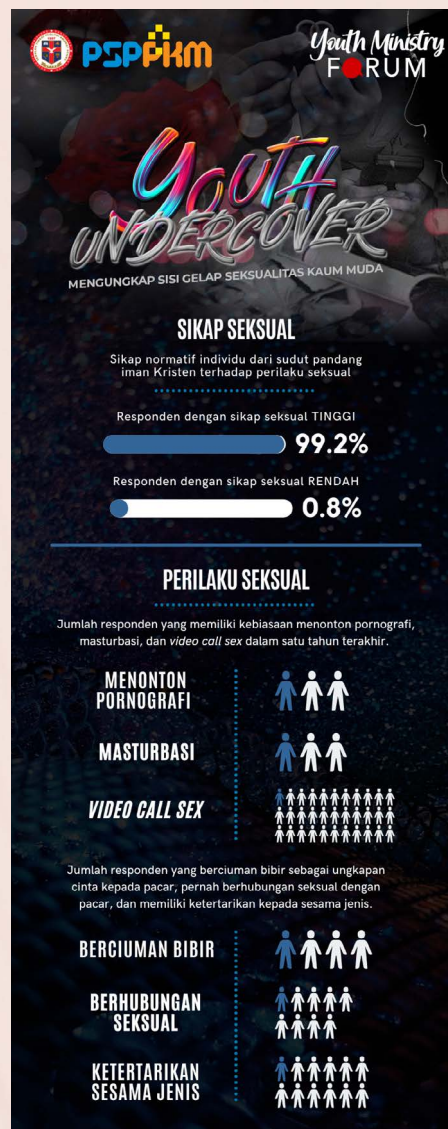 PSPPKM
Youth Ministry
FORUM
YOUTH
UNDERCOVER
MENGUNGKAP SISI GELAP SEKSUALITAS KAUM MUDA
SIKAP SEKSUAL
Sikap normatif individu dari sudut pandang
iman Kristen terhadap perilaku seksual
Responden dengan sikap seksual TINGGI
99.2%
Responden dengan sikap seksual RENDAH
0.8%
PERILAKU SEKSUAL
Jumlah responden yang memiliki kebiasaan menonton pornografi,
masturbasi, dan video call sex dalam satu tahun terakhir.
MENONTON
PORNOGRAFI
MASTURBASI
VIDEO CALL SEX
Jumlah responden yang berciuman bibir sebagai ungkapan
cinta kepada pacar, pernah berhubungan seksual dengan
pacar, dan memiliki ketertarikan kepada sesama jenis.
BERCIUMAN BIBIR
BERHUBUNGAN
SEKSUAL
KETERTARIKAN
SESAMA JENIS